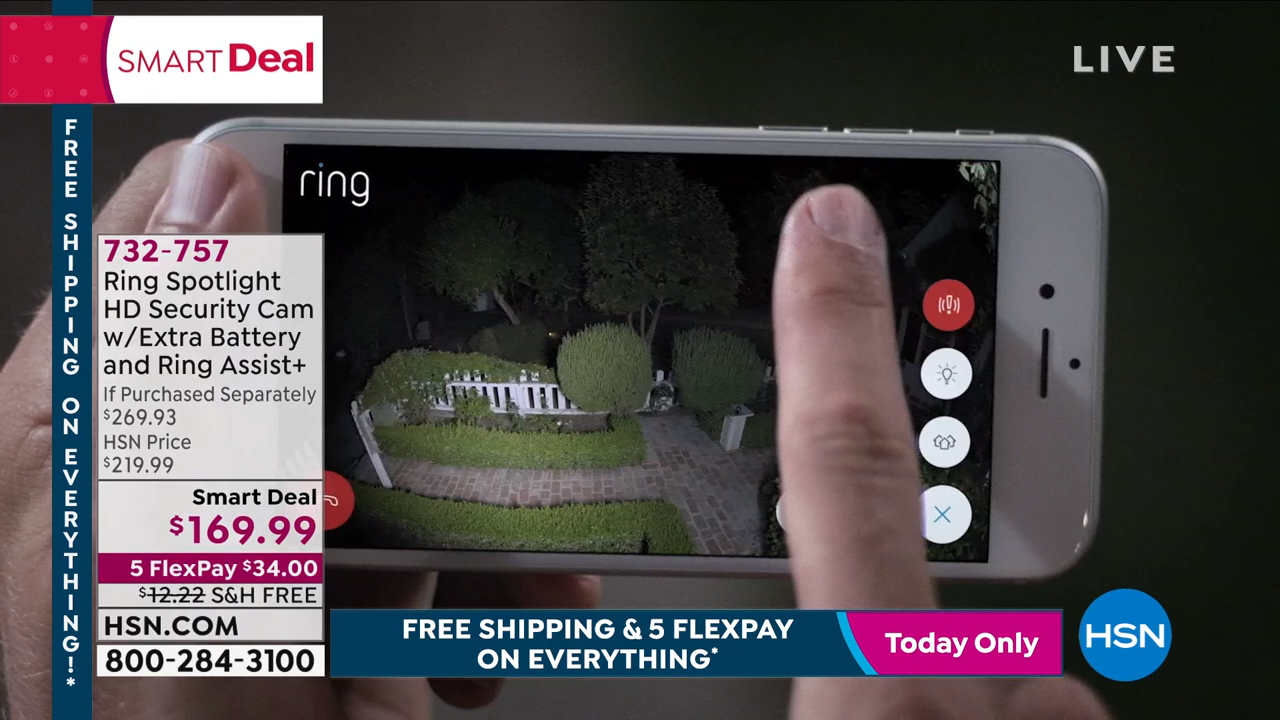 SMART Deal
LIVE
FREE SHIPPING ON EVERYTHING!*
ring
732-757
Ring Spotlight
HD Security Cam
w/Extra Battery
and Ring Assist+
If Purchased Separately
$269.93
HSN Price
$219.99
Smart Deal
$169.99
5 FlexPay $34.00
$12.22 S&H FREE
HSN.COM
800-284-3100
FREE SHIPPING & 5 FLEXPAY
ON EVERYTHING*
Today Only
HSN